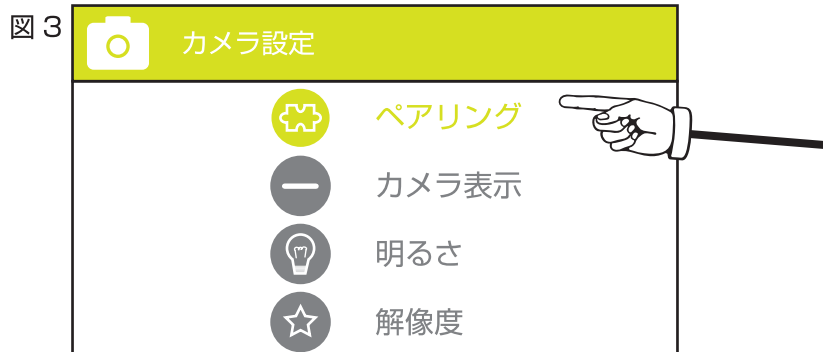 図 3
カメラ設定
ペアリング
カメラ表示
明るさ
解像度